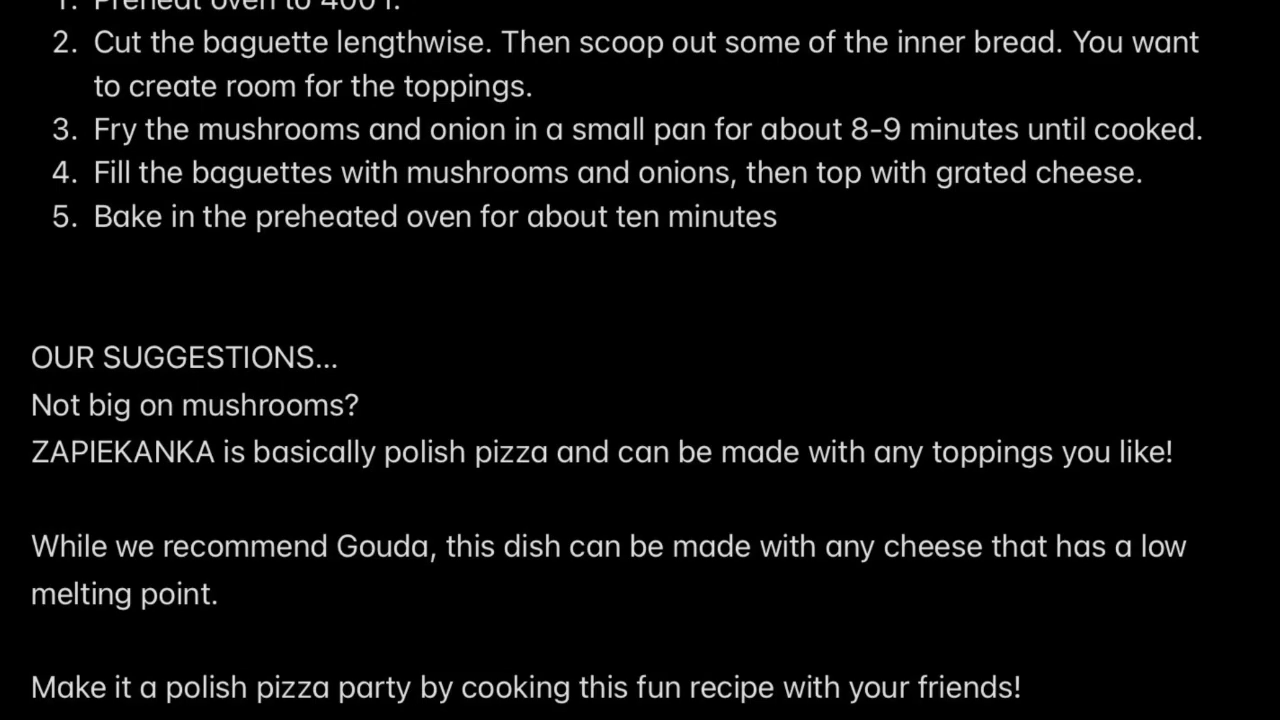 1. Preheat oven to 400 f.
2. Cut the baguette lengthwise. Then scoop out some of the inner bread. You want
to create room for the toppings.
3. Fry the mushrooms and onion in a small pan for about 8-9 minutes until cooked.
4. Fill the baguettes with mushrooms and onions, then top with grated cheese.
5. Bake in the preheated oven for about ten minutes
OUR SUGGESTIONS...
Not big on mushrooms?
ZAPIEKANKA is basically polish pizza and can be made with any toppings you like!
While we recommend Gouda, this dish can be made with any cheese that has a low
melting point.
Make it a polish pizza party by cooking this fun recipe with your friends!